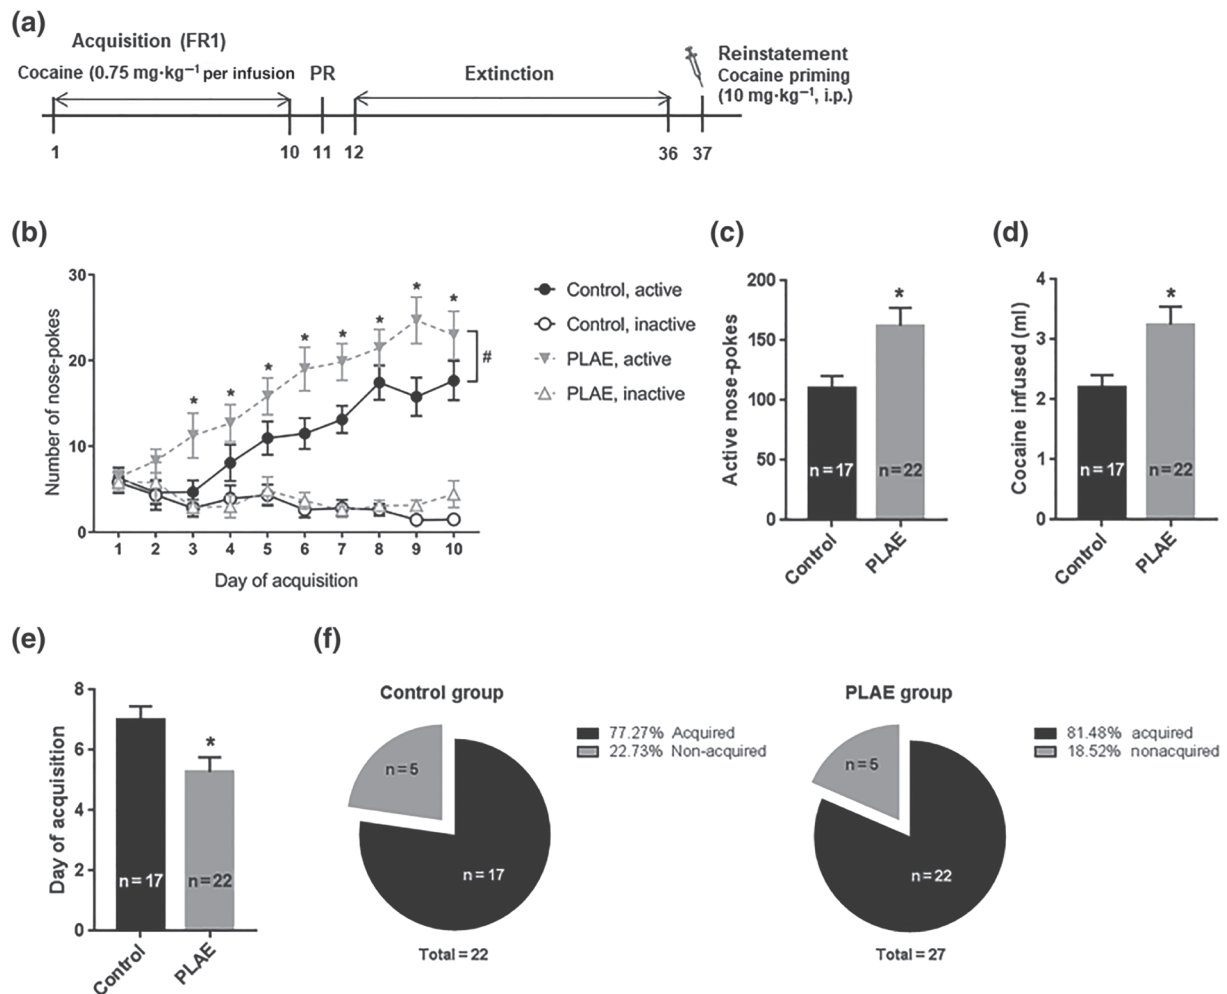 (a)
Acquisition (FR1)
Cocaine (0.75 mg·kg⁻¹ per infusion
PR
Extinction
Reinstatement
Cocaine priming
(10 mg·kg⁻¹, i.p.)
1
10
11
12
36
37
(b)
Number of nose-pokes
30
20
10
0
* * * * * * * *
#
1 2 3 4 5 6 7 8 9 10
Day of acquisition
Control, active
Control, inactive
PLAE, active
PLAE, inactive
(c)
Active nose-pokes
200
150
100
50
0
*
n=17
n=22
Control
PLAE
(d)
Cocaine infused (ml)
4
3
2
1
0
*
n=17
n=22
Control
PLAE
(e)
Day of acquisition
8
6
4
2
0
*
n=17
n=22
Control
PLAE
(f)
Control group
n=5
n=17
Total=22
77.27% Acquired
22.73% Non-acquired
PLAE group
n=5
n=22
Total=27
81.48% acquired
18.52% nonacquired